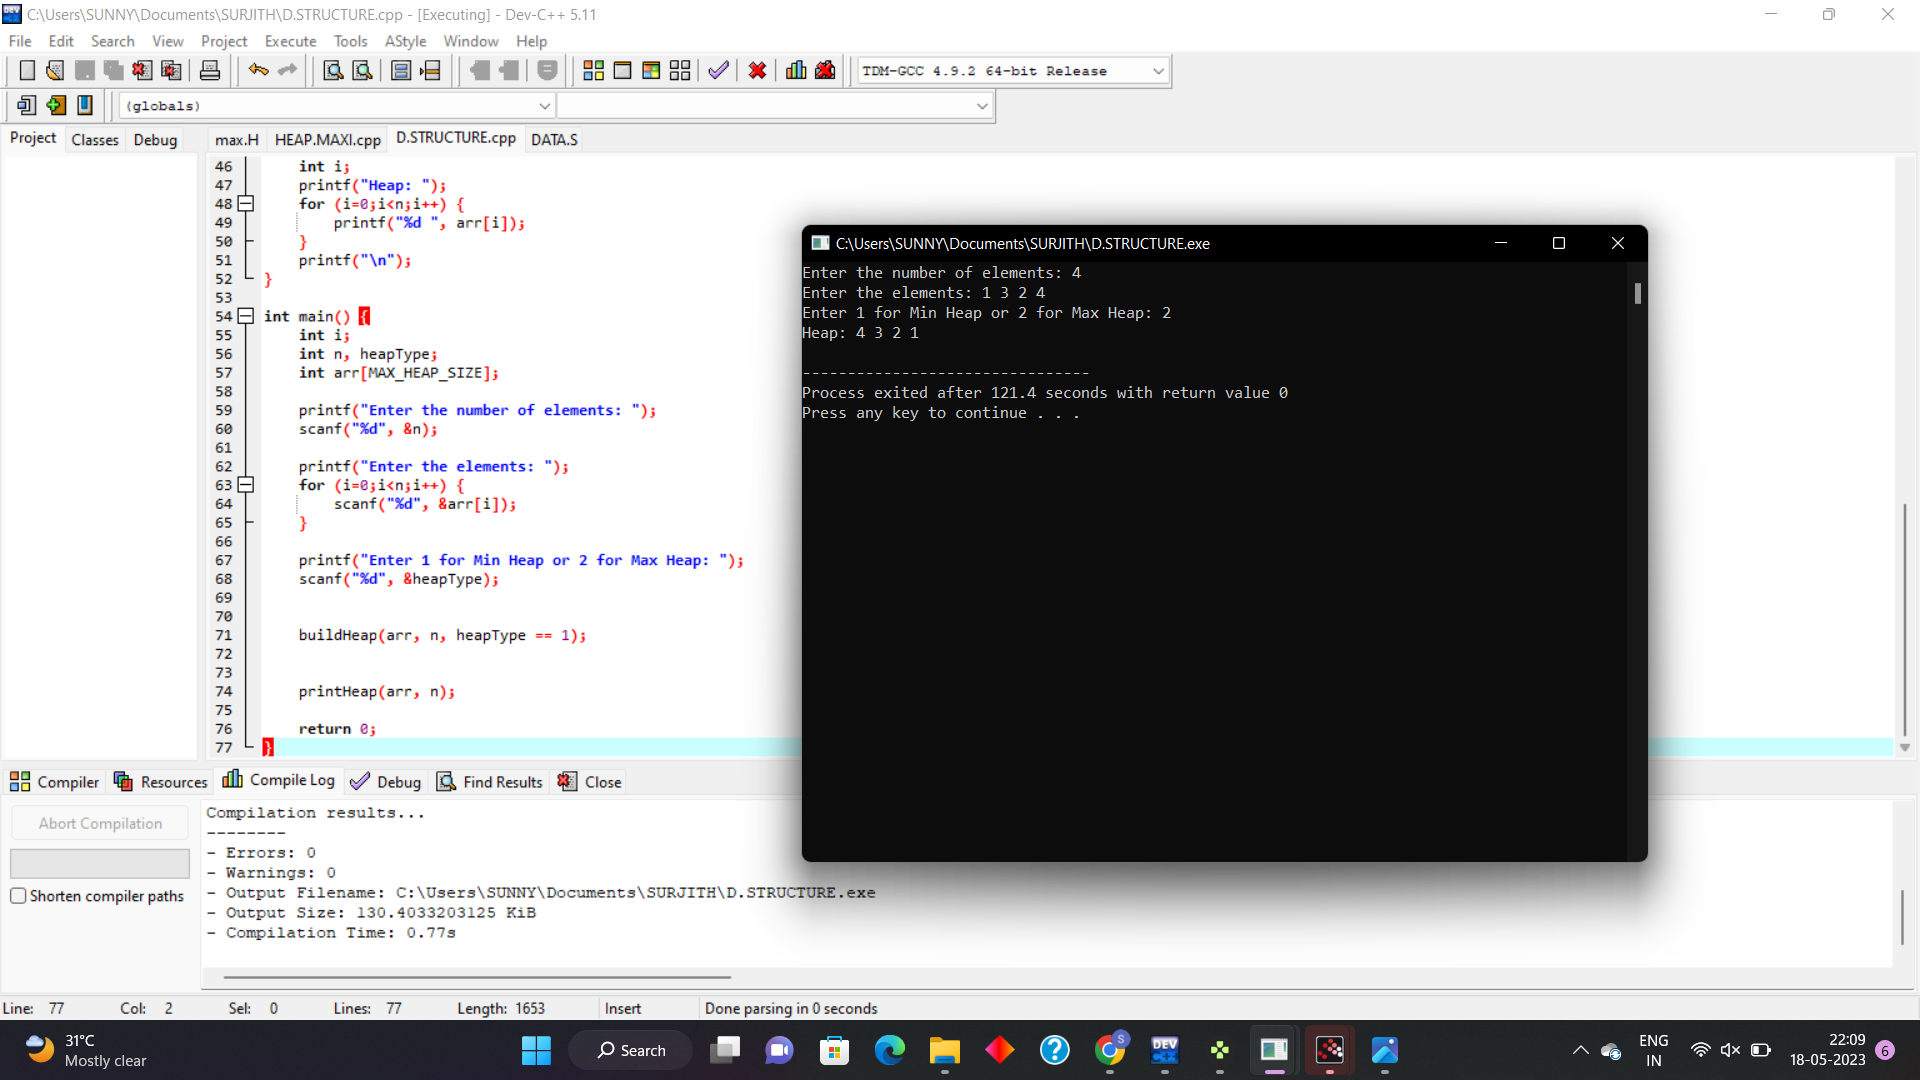 C:\Users\SUNNY\Documents\SURJITH\D.STRUCTURE.cpp - [Executing] - Dev-C++ 5.11
File Edit Search View Project Execute Tools AStyle Window Help
TDM-GCC 4.9.2 64-bit Release
(globals)
Project Classes Debug
max.H HEAP.MAXI.cpp D.STRUCTURE.cpp DATA.S
46 int i;
47 printf("Heap: ");
48 for (i=0;i<n;i++) {
49 printf("%d ", arr[i]);
50 }
51 printf("\n");
52 }
53
54 int main() {
55 int i;
56 int n, heapType;
57 int arr[MAX_HEAP_SIZE];
58
59 printf("Enter the number of elements: ");
60 scanf("%d", &n);
61
62 printf("Enter the elements: ");
63 for (i=0;i<n;i++) {
64 scanf("%d", &arr[i]);
65 }
66
67 printf("Enter 1 for Min Heap or 2 for Max Heap: ");
68 scanf("%d", &heapType);
69
70
71 buildHeap(arr, n, heapType == 1);
72
73
74 printHeap(arr, n);
75
76 return 0;
77 }
C:\Users\SUNNY\Documents\SURJITH\D.STRUCTURE.exe
Enter the number of elements: 4
Enter the elements: 1 3 2 4
Enter 1 for Min Heap or 2 for Max Heap: 2
Heap: 4 3 2 1
--------------------------------
Process exited after 121.4 seconds with return value 0
Press any key to continue . . .
Compiler Resources Compile Log Debug Find Results Close
Abort Compilation
Shorten compiler paths
Compilation results...
--------
- Errors: 0
- Warnings: 0
- Output Filename: C:\Users\SUNNY\Documents\SURJITH\D.STRUCTURE.exe
- Output Size: 130.4033203125 KiB
- Compilation Time: 0.77s
Line: 77 Col: 2 Sel: 0 Lines: 77 Length: 1653 Insert Done parsing in 0 seconds
31°C
Mostly clear
Search
DEV
C++
S
ENG
IN
22:09
18-05-2023
6